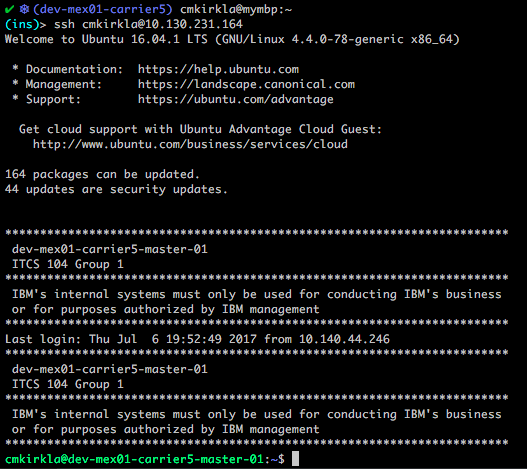 ✔ ❄ (dev-mex01-carrier5) cmkirkla@mymbp:~
(ins)> ssh cmkirkla@10.130.231.164
Welcome to Ubuntu 16.04.1 LTS (GNU/Linux 4.4.0-78-generic x86_64)
* Documentation: https://help.ubuntu.com
* Management: https://landscape.canonical.com
* Support: https://ubuntu.com/advantage
Get cloud support with Ubuntu Advantage Cloud Guest:
http://www.ubuntu.com/business/services/cloud
164 packages can be updated.
44 updates are security updates.
*************************************************************************
dev-mex01-carrier5-master-01
ITCS 104 Group 1
*************************************************************************
IBM's internal systems must only be used for conducting IBM's business
or for purposes authorized by IBM management
*************************************************************************
Last login: Thu Jul  6 19:52:49 2017 from 10.140.44.246
*************************************************************************
dev-mex01-carrier5-master-01
ITCS 104 Group 1
*************************************************************************
IBM's internal systems must only be used for conducting IBM's business
or for purposes authorized by IBM management
*************************************************************************
cmkirkla@dev-mex01-carrier5-master-01:~$